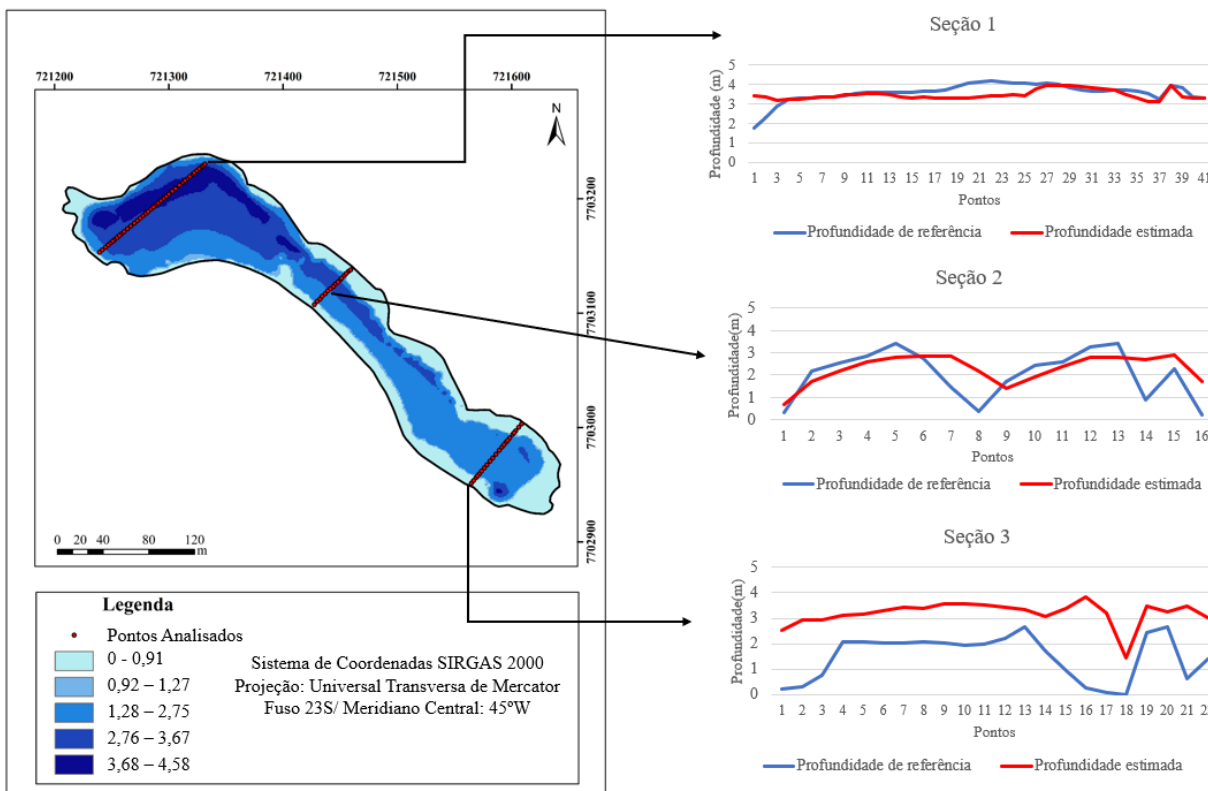 721200 721300 721400 721500 721600
N
7703200
7703100
7703000
7702900
0 20 40 80 120
m
Legenda
Pontos Analisados
0 - 0,91
0,92 – 1,27
1,28 – 2,75
2,76 – 3,67
3,68 – 4,58
Sistema de Coordenadas SIRGAS 2000
Projeção: Universal Transversa de Mercator
Fuso 23S/ Meridiano Central: 45ºW
Seção 1
Profundidade (m)
5
4
3
2
1
0
1 3 5 7 9 11 13 15 17 19 21 23 25 27 29 31 33 35 37 39 41
Pontos
Profundidade de referência Profundidade estimada
Seção 2
Profundidade(m)
5
4
3
2
1
0
1 2 3 4 5 6 7 8 9 10 11 12 13 14 15 16
Pontos
Profundidade de referência Profundidade estimada
Seção 3
Profundidade(m)
5
4
3
2
1
0
1 2 3 4 5 6 7 8 9 10 11 12 13 14 15 16 17 18 19 20 21
Pontos
Profundidade de referência Profundidade estimada